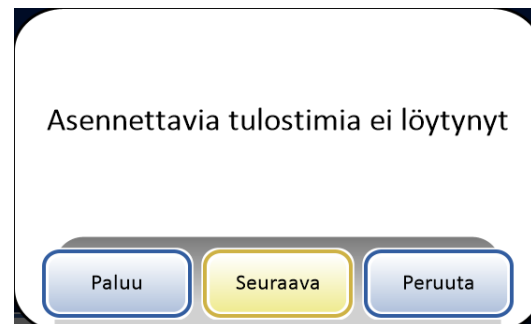 Asennettavia tulostimia ei löytynyt
Paluu
Seuraava
Peruuta